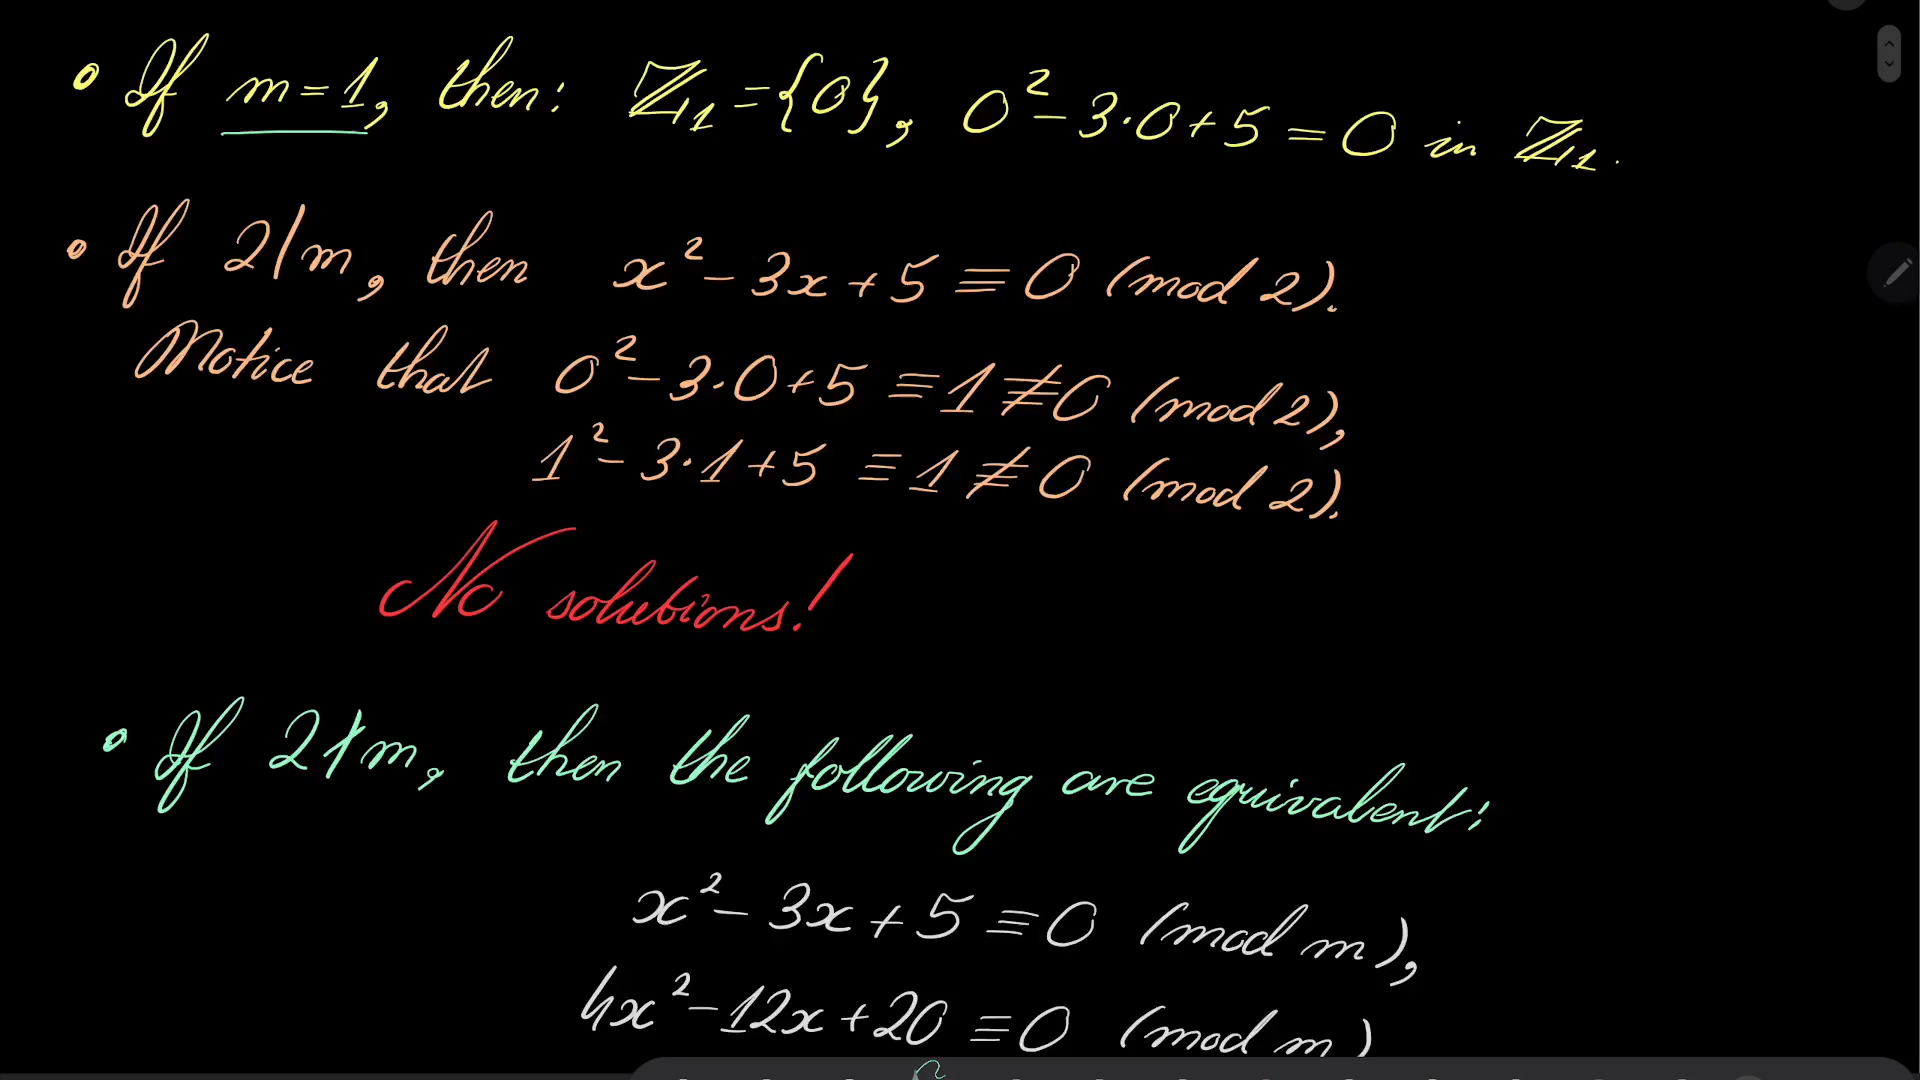 • If m=1, then: ℤ₁={0}, 0²-3·0+5=0 in ℤ₁.
• If 2|m, then x²-3x+5≡0 (mod 2).
Notice that 0²-3·0+5≡1≢0 (mod 2),
1²-3·1+5≡1≢0 (mod 2).
No solutions!
• If 2∤m, then the following are equivalent:
x²-3x+5≡0 (mod m),
4x²-12x+20≡0 (mod m)